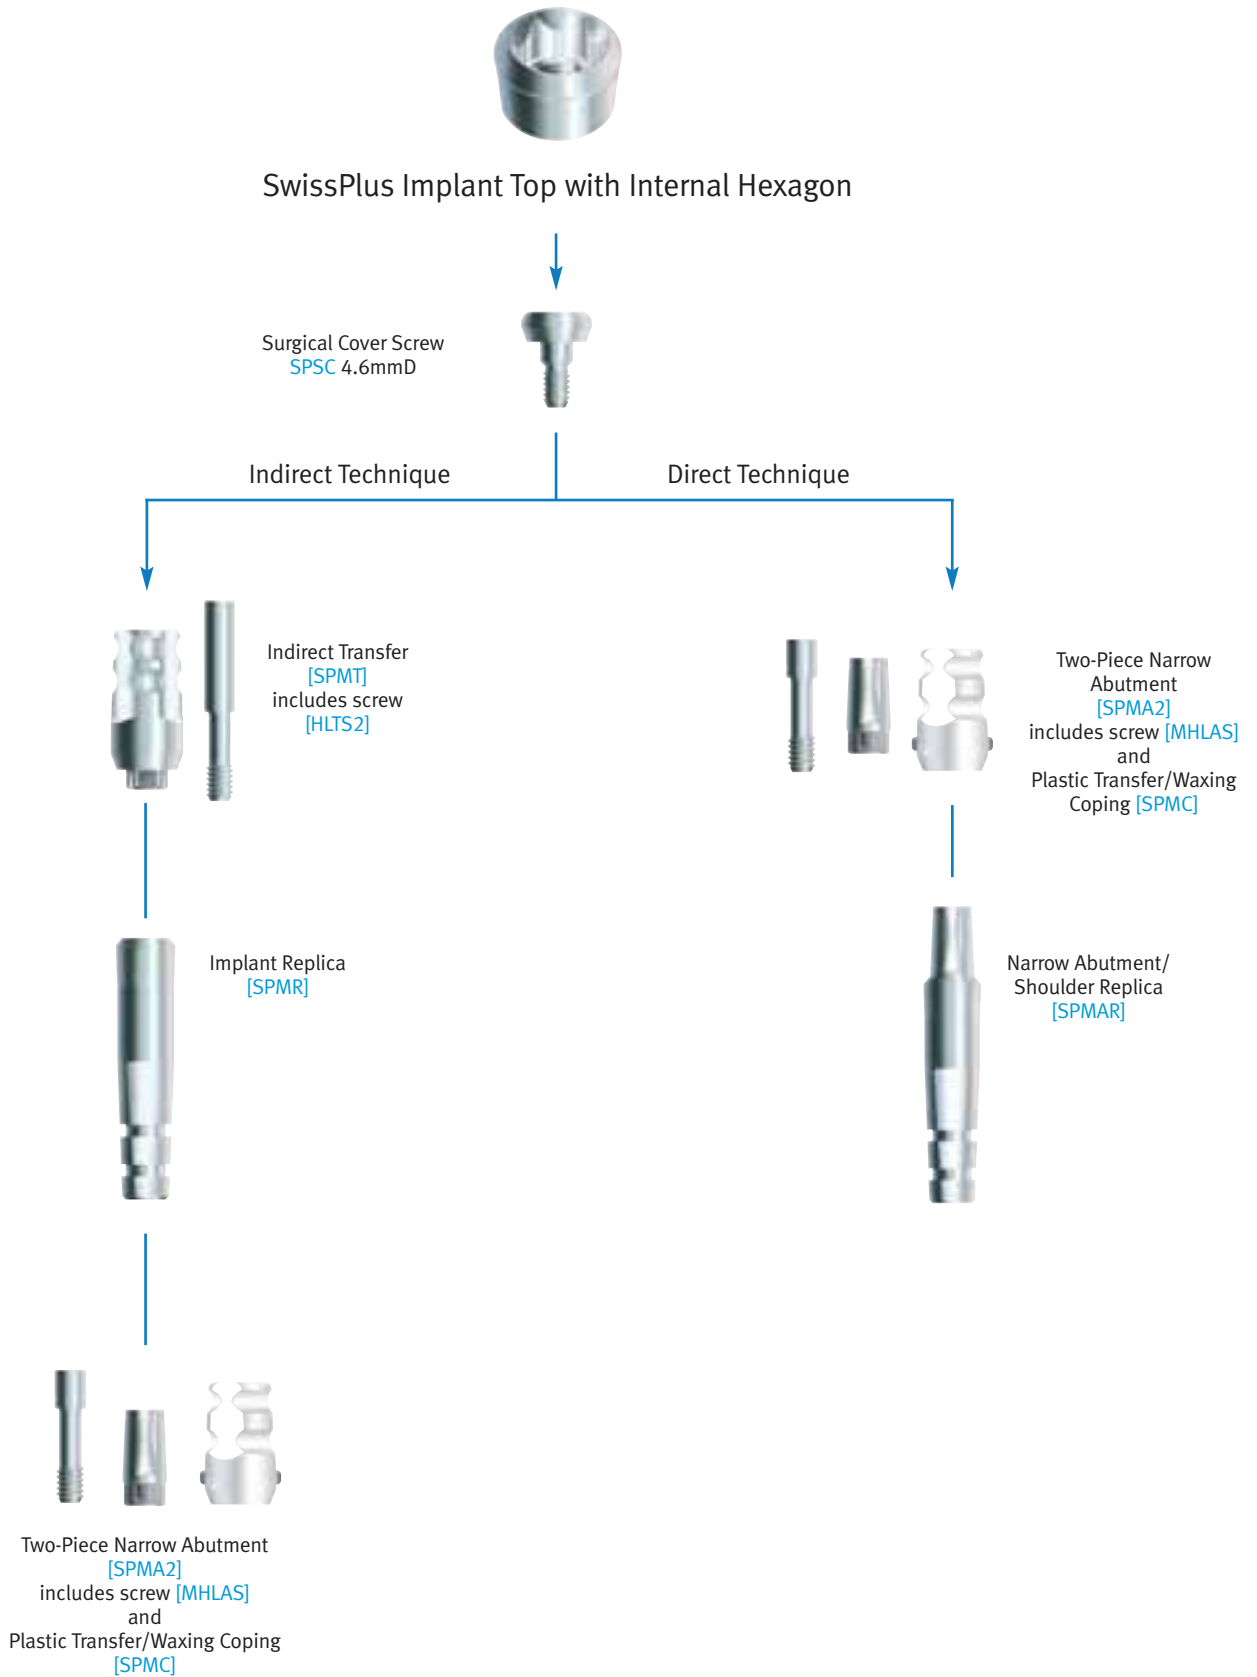 SwissPlus Implant Top with Internal Hexagon
Surgical Cover Screw
SPSC 4.6mmD
Indirect Technique
Direct Technique
Indirect Transfer
[SPMT]
includes screw
[HLTS2]
Two-Piece Narrow
Abutment
[SPMA2]
includes screw [MHLAS]
and
Plastic Transfer/Waxing
Coping [SPMC]
Implant Replica
[SPMR]
Narrow Abutment/
Shoulder Replica
[SPMAR]
Two-Piece Narrow Abutment
[SPMA2]
includes screw [MHLAS]
and
Plastic Transfer/Waxing Coping
[SPMC]